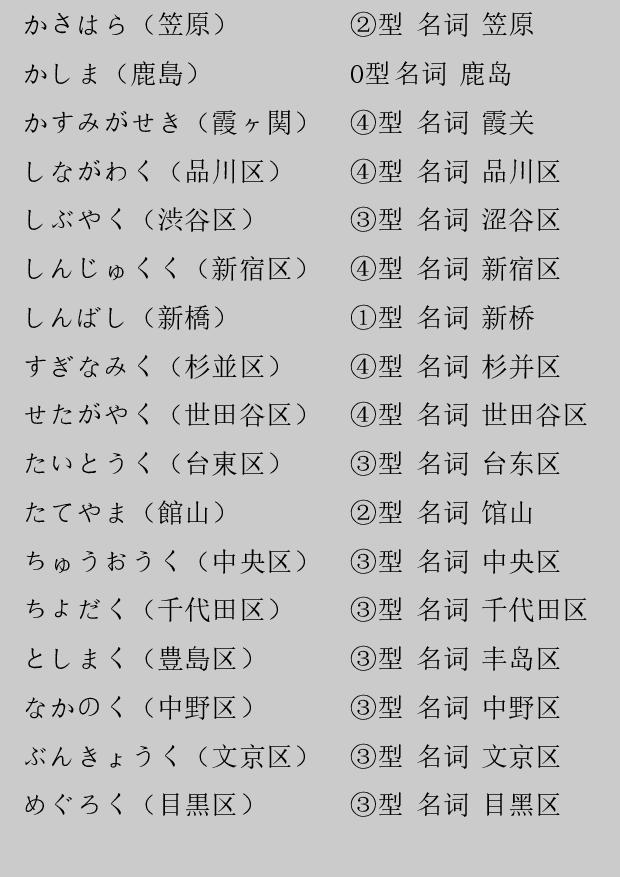 かさはら（笠原） ②型 名词 笠原
かしま（鹿島） 0型名词 鹿岛
かすみがせき（霞ヶ関） ④型 名词 霞关
しながわく（品川区） ④型 名词 品川区
しぶやく（渋谷区） ③型 名词 涩谷区
しんじゅくく（新宿区） ④型 名词 新宿区
しんばし（新橋） ①型 名词 新桥
すぎなみく（杉並区） ④型 名词 杉并区
せたがやく（世田谷区） ④型 名词 世田谷区
たいとうく（台東区） ③型 名词 台东区
たてやま（館山） ②型 名词 馆山
ちゅうおうく（中央区） ③型 名词 中央区
ちよだく（千代田区） ③型 名词 千代田区
としまく（豊島区） ③型 名词 丰岛区
なかのく（中野区） ③型 名词 中野区
ぶんきょうく（文京区） ③型 名词 文京区
めぐろく（目黒区） ③型 名词 目黑区